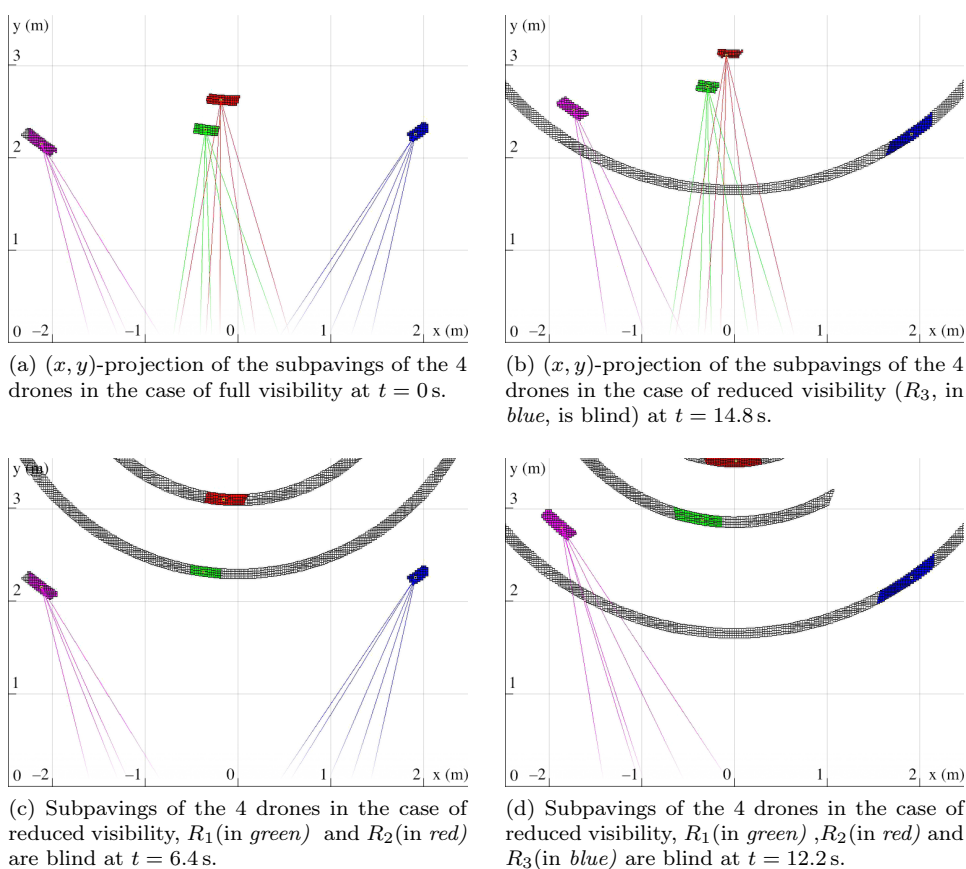 y (m)
3
2
1
0 −2 −1 0 1 2 x (m)
(a) (x, y)-projection of the subpavings of the 4
drones in the case of full visibility at t = 0 s.
y (m)
3
2
1
0 −2 −1 0 1 2 x (m)
(b) (x, y)-projection of the subpavings of the 4
drones in the case of reduced visibility (R3, in
blue, is blind) at t = 14.8 s.
y (m)
3
2
1
0 −2 −1 0 1 2 x (m)
(c) Subpavings of the 4 drones in the case of
reduced visibility, R1(in green) and R2(in red)
are blind at t = 6.4 s.
y (m)
3
2
1
0 −2 −1 0 1 2 x (m)
(d) Subpavings of the 4 drones in the case of
reduced visibility, R1(in green) ,R2(in red) and
R3(in blue) are blind at t = 12.2 s.